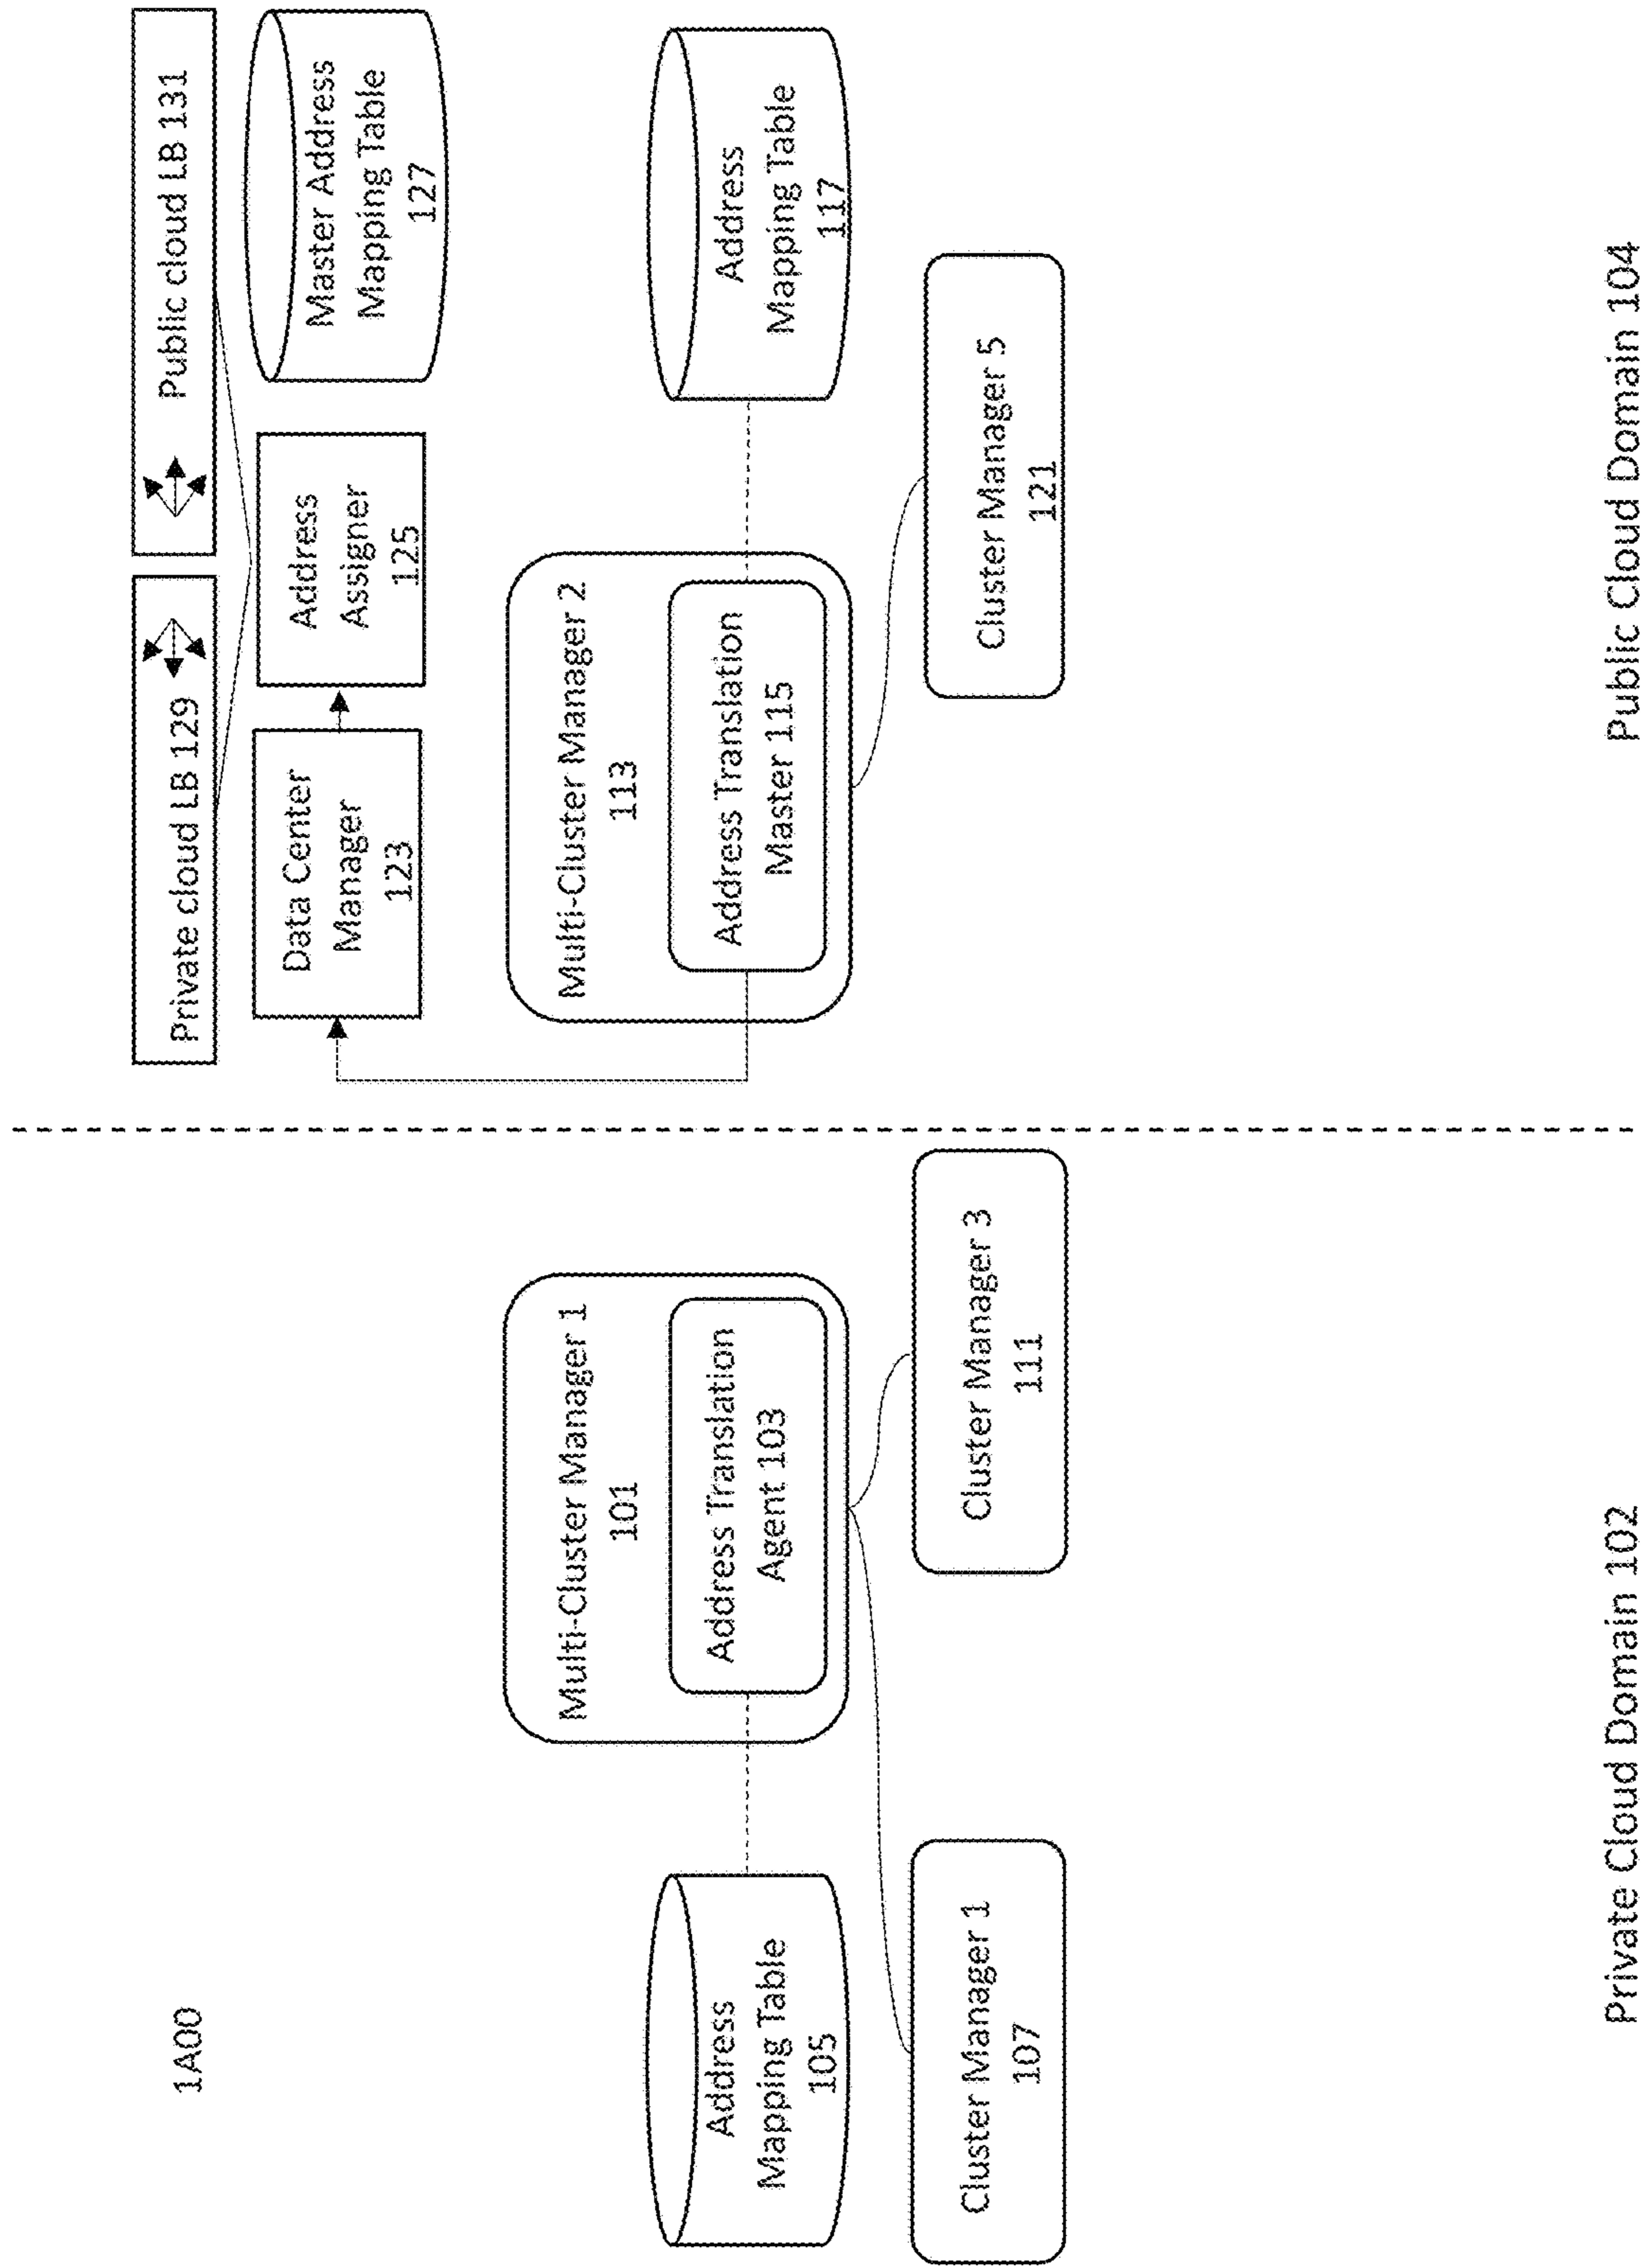 1A00
Private cloud LB 129
Public cloud LB 131
Data Center
Manager
123
Address
Assigner
125
Master Address
Mapping Table
127
Address
Mapping Table
105
Multi-Cluster Manager 1
101
Address Translation
Agent 103
Multi-Cluster Manager 2
113
Address Translation
Master 115
Address
Mapping Table
117
Cluster Manager 1
107
Cluster Manager 3
111
Cluster Manager 5
121
Private Cloud Domain 102
Public Cloud Domain 104